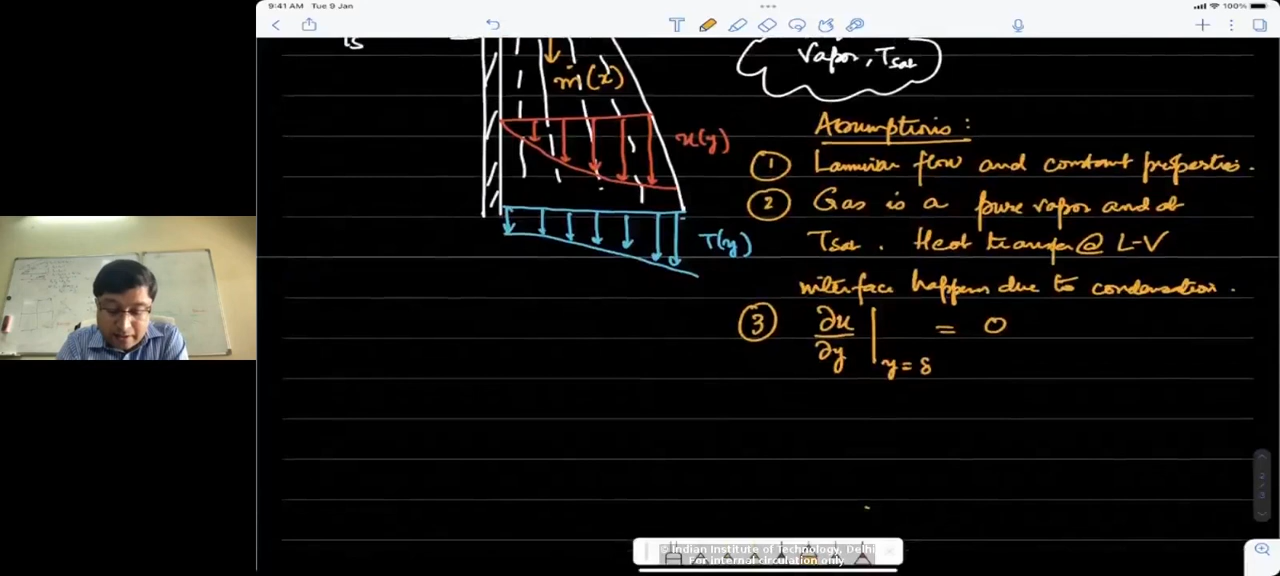 9:41 AM Tue 9 Jan
100%
Ts
Vapor, Tsat
ṁ(x)
Assumptions :
① Laminar flow and constant properties.
u(y)
② Gas is a pure vapor and at
Tsat. Heat transfer @ L-V
T(y)
interface happens due to condensation.
③ ∂u/∂y |y=δ = 0
© Indian Institute of Technology, Delhi
For internal circulation only